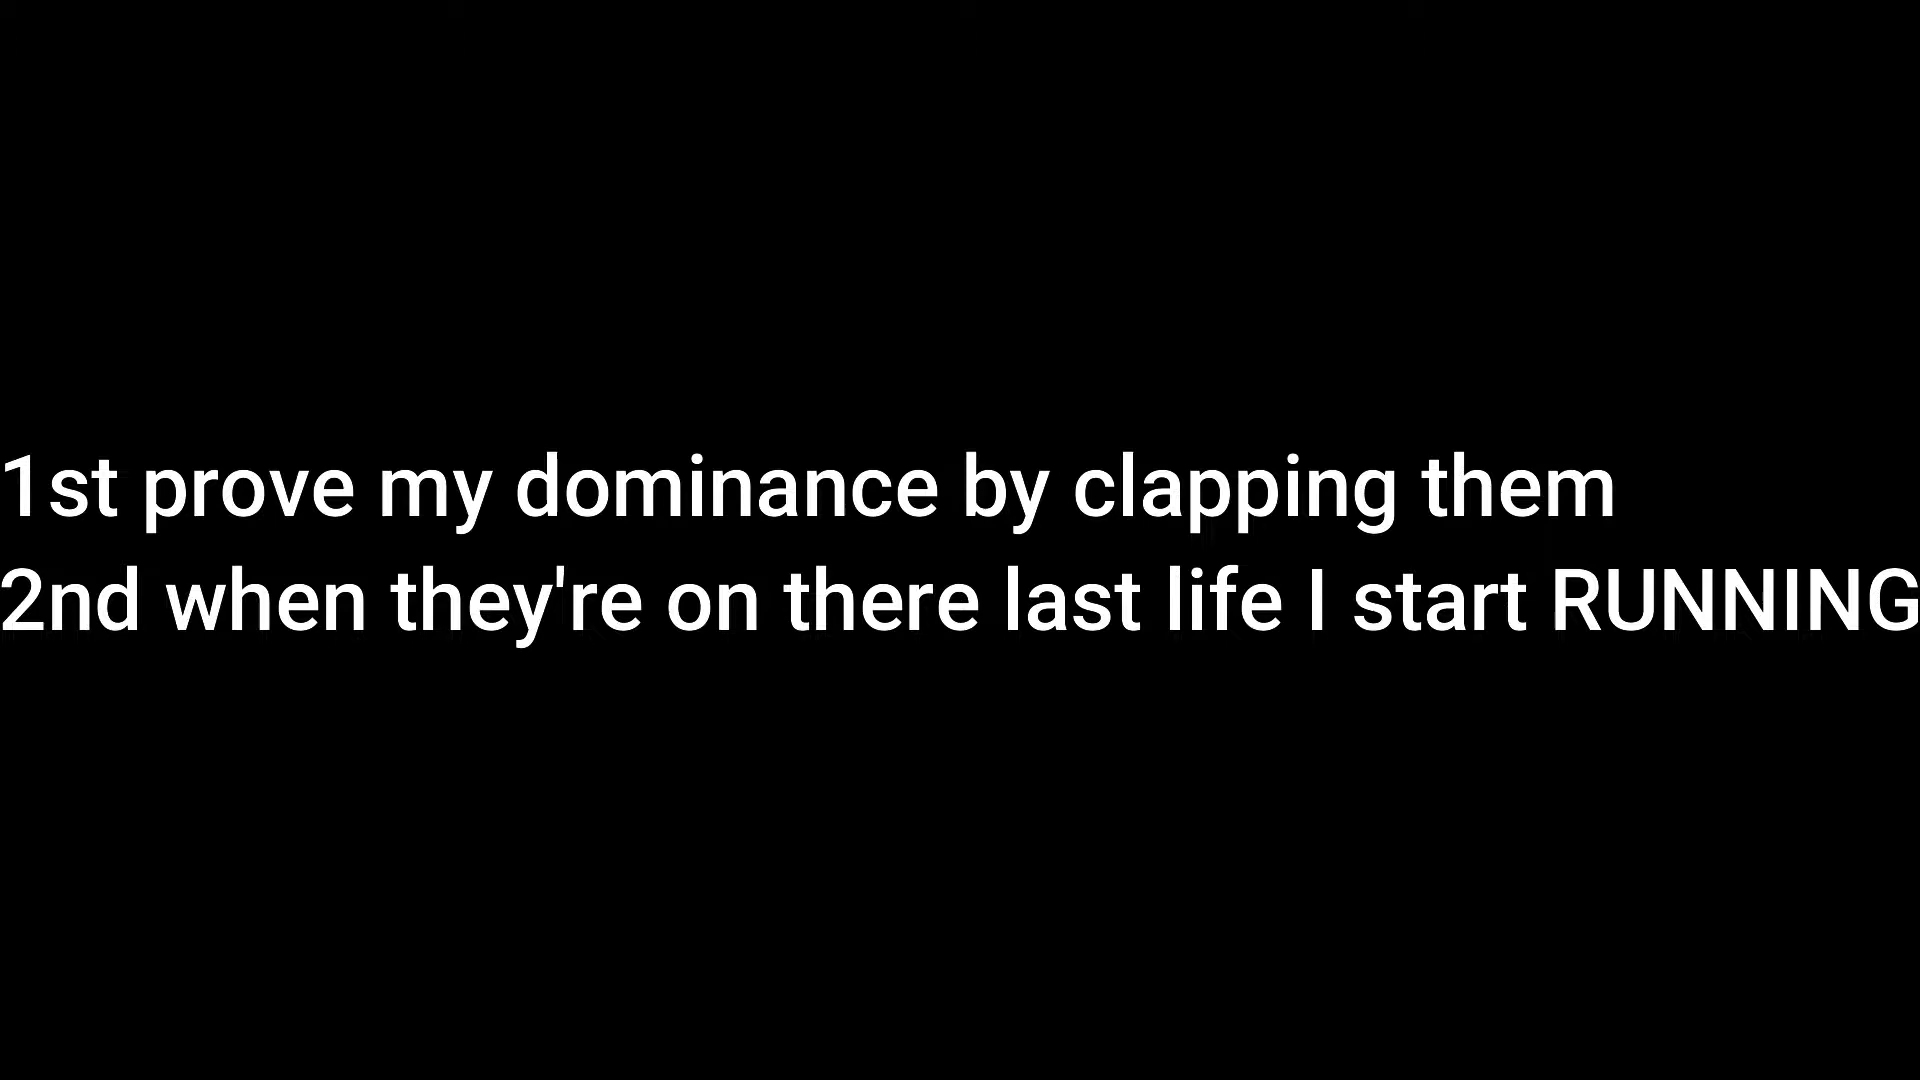 1st prove my dominance by clapping them
2nd when they're on there last life I start RUNNING